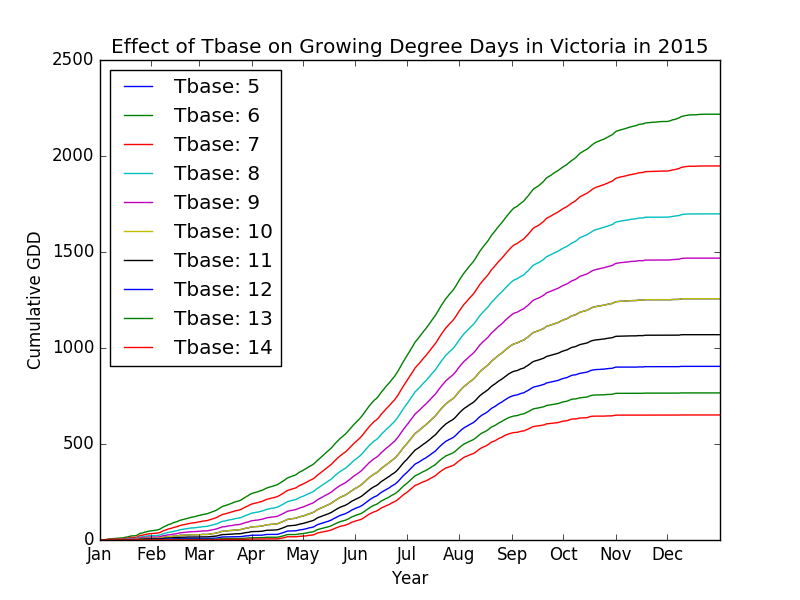 Effect of Tbase on Growing Degree Days in Victoria in 2015
2500
2000
1500
1000
500
0
Cumulative GDD
Tbase: 5
Tbase: 6
Tbase: 7
Tbase: 8
Tbase: 9
Tbase: 10
Tbase: 11
Tbase: 12
Tbase: 13
Tbase: 14
Jan Feb Mar Apr May Jun Jul Aug Sep Oct Nov Dec
Year